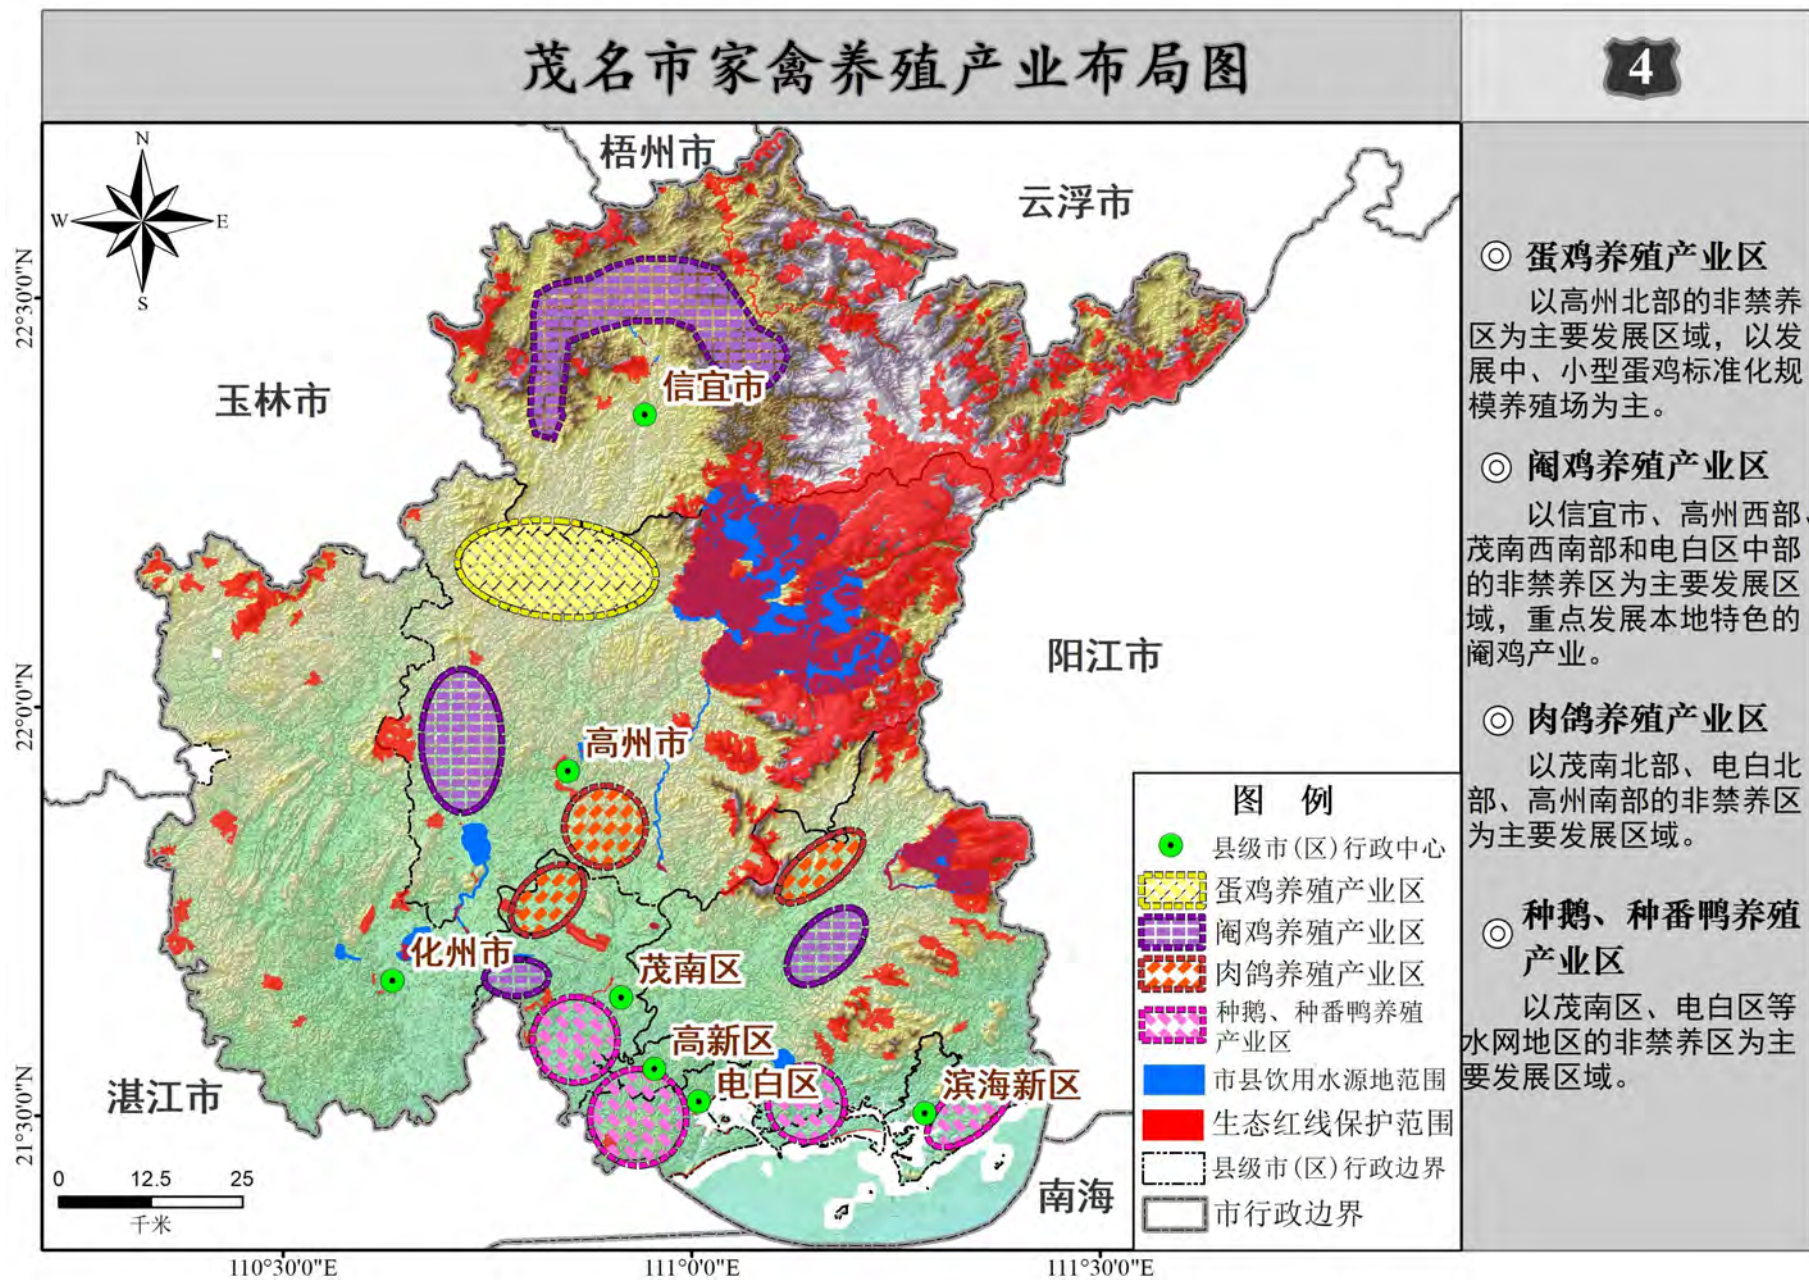 茂名市家禽养殖产业布局图
4
N
W
E
S
梧州市
云浮市
玉林市
信宜市
阳江市
高州市
化州市
茂南区
高新区
电白区
滨海新区
湛江市
南海
22°30'0"N
22°0'0"N
21°30'0"N
110°30'0"E
111°0'0"E
111°30'0"E
0 12.5 25
千米
图 例
县级市(区)行政中心
蛋鸡养殖产业区
阉鸡养殖产业区
肉鸽养殖产业区
种鹅、种番鸭养殖
产业区
市县饮用水源地范围
生态红线保护范围
县级市(区)行政边界
市行政边界
◎ 蛋鸡养殖产业区
以高州北部的非禁养
区为主要发展区域，以发
展中、小型蛋鸡标准化规
模养殖场为主。
◎ 阉鸡养殖产业区
以信宜市、高州西部、
茂南西南部和电白区中部
的非禁养区为主要发展区
域，重点发展本地特色的
阉鸡产业。
◎ 肉鸽养殖产业区
以茂南北部、电白北
部、高州南部的非禁养区
为主要发展区域。
◎ 种鹅、种番鸭养殖
产业区
以茂南区、电白区等
水网地区的非禁养区为主
要发展区域。